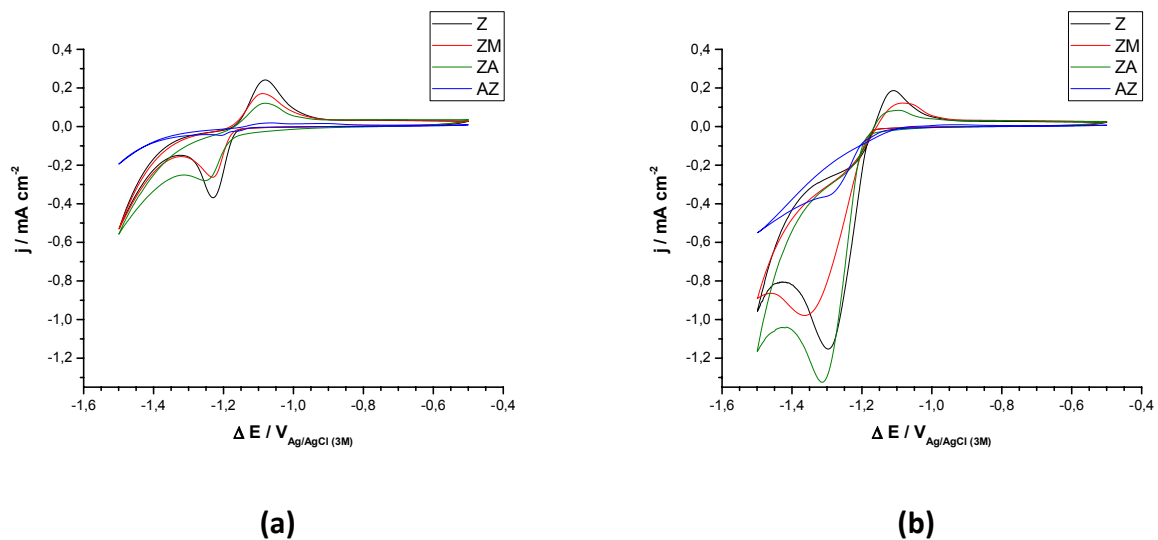 Z
ZM
ZA
AZ
0,4
0,2
0,0
-0,2
-0,4
-0,6
-0,8
-1,0
-1,2
j / mA cm-2
-1,6 -1,4 -1,2 -1,0 -0,8 -0,6 -0,4
Δ E / V Ag/AgCl (3M)
(a)
Z
ZM
ZA
AZ
0,4
0,2
0,0
-0,2
-0,4
-0,6
-0,8
-1,0
-1,2
j / mA cm-2
-1,6 -1,4 -1,2 -1,0 -0,8 -0,6 -0,4
Δ E / V Ag/AgCl (3M)
(b)